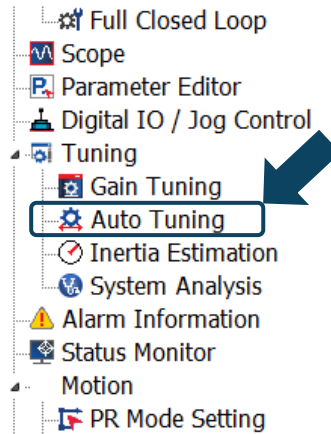 Full Closed Loop
Scope
Parameter Editor
Digital IO / Jog Control
Tuning
Gain Tuning
Auto Tuning
Inertia Estimation
System Analysis
Alarm Information
Status Monitor
Motion
PR Mode Setting